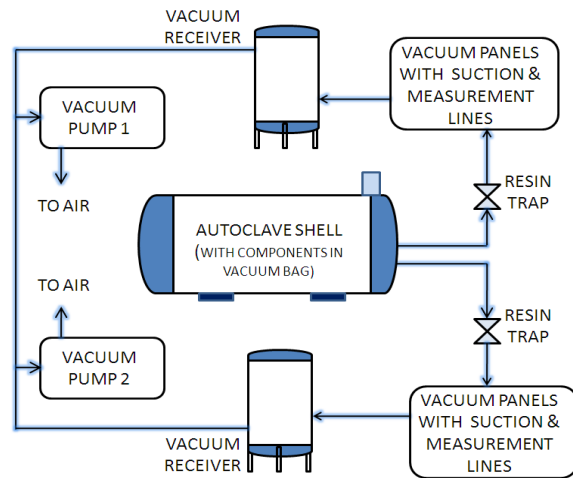 VACUUM
RECEIVER
VACUUM PANELS
WITH SUCTION &
MEASUREMENT
LINES
VACUUM
PUMP 1
TO AIR
RESIN
TRAP
AUTOCLAVE SHELL
(WITH COMPONENTS IN
VACUUM BAG)
TO AIR
RESIN
TRAP
VACUUM
PUMP 2
VACUUM PANELS
WITH SUCTION &
MEASUREMENT
LINES
VACUUM
RECEIVER